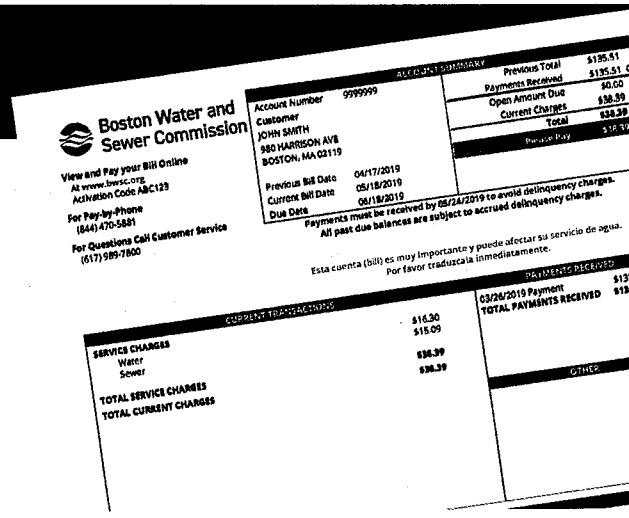 Boston Water and
Sewer Commission
View and Pay your Bill Online
At www.bwsc.org
Activation Code ABC123
For Pay-by-Phone
(844) 470-5881
For Questions Call Customer Service
(617) 989-7800
ACCOUNT SUMMARY
Account Number 9999999
Customer
JOHN SMITH
980 HARRISON AVE
BOSTON, MA 02119
Previous Bill Date 04/17/2019
Current Bill Date 05/18/2019
Due Date 06/18/2019
Previous Total $135.51
Payments Received $135.51
Open Amount Due $0.00
Current Charges $38.39
Total $38.39
Please Pay $38.39
Payments must be received by 05/24/2019 to avoid delinquency charges.
All past due balances are subject to accrued delinquency charges.
Esta cuenta (bill) es muy importante y puede afectar su servicio de agua.
Por favor traduzcala inmediatamente.
CURRENT TRANSACTIONS
SERVICE CHARGES
Water $16.30
Sewer $15.09
TOTAL SERVICE CHARGES $38.39
TOTAL CURRENT CHARGES $38.39
PAYMENTS RECEIVED
03/26/2019 Payment $13
TOTAL PAYMENTS RECEIVED $13
OTHER